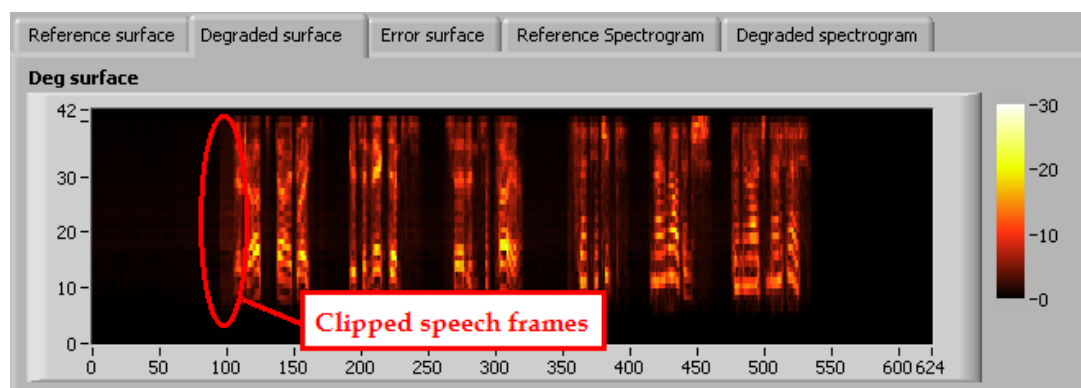 Reference surface Degraded surface Error surface Reference Spectrogram Degraded spectrogram
Deg surface
42
30
20
10
0
0 50 100 150 200 250 300 350 400 450 500 550 600 624
Clipped speech frames
30
20
10
0